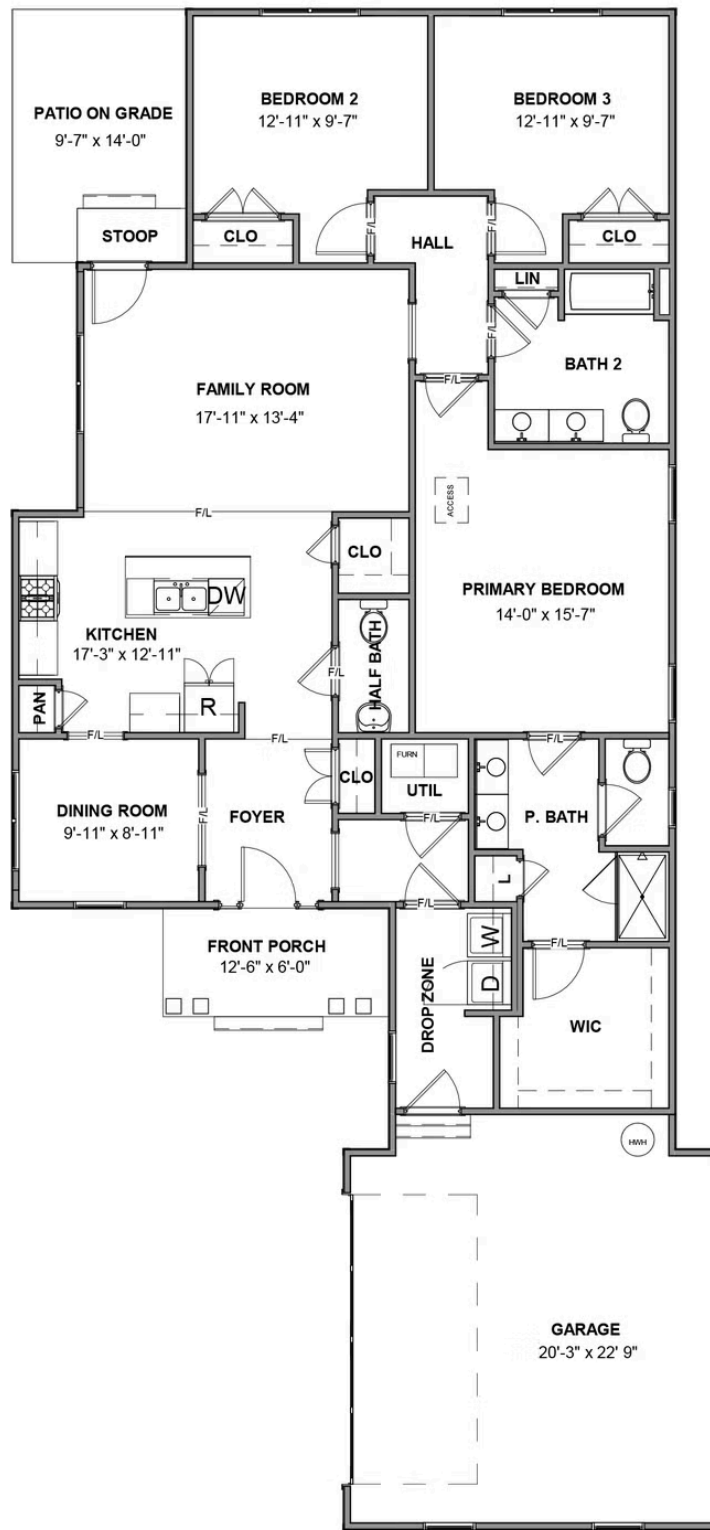 PATIO ON GRADE
9'-7" x 14'-0"
BEDROOM 2
12'-11" x 9'-7"
BEDROOM 3
12'-11" x 9'-7"
STOOP
CLO
F/L
HALL
F/L
CLO
LIN
F/L
BATH 2
FAMILY ROOM
17'-11" x 13'-4"
F/L
ACCESS
F/L
CLO
DW
KITCHEN
17'-3" x 12'-11"
PRIMARY BEDROOM
14'-0" x 15'-7"
HALF BATH
F/L
PAN
R
F/L
F/L
F/L
FURN
UTIL
CLO
DINING ROOM
9'-11" x 8'-11"
F/L
FOYER
F/L
P. BATH
F/L
L
F/L
FRONT PORCH
12'-6" x 6'-0"
W
D
DROP ZONE
F/L
WIC
HWH
GARAGE
20'-3" x 22' 9"